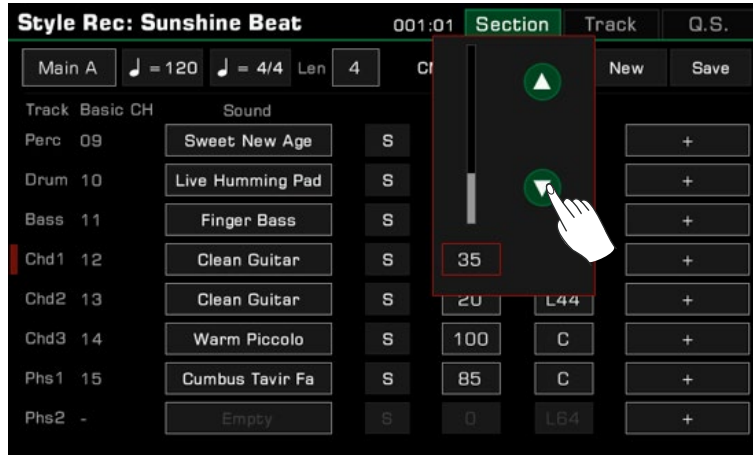 Style Rec: Sunshine Beat 001:01 Section Track Q.S.
Main A = 120 = 4/4 Len 4 New Save
Track Basic CH Sound
Perc 09 Sweet New Age S +
Drum 10 Live Humming Pad S +
Bass 11 Finger Bass S +
Chd1 12 Clean Guitar S 35 +
Chd2 13 Clean Guitar S 20 L44 +
Chd3 14 Warm Piccolo S 100 C +
Phs1 15 Cumbus Tavir Fa S 85 C +
Phs2 - Empty S 0 L64 +